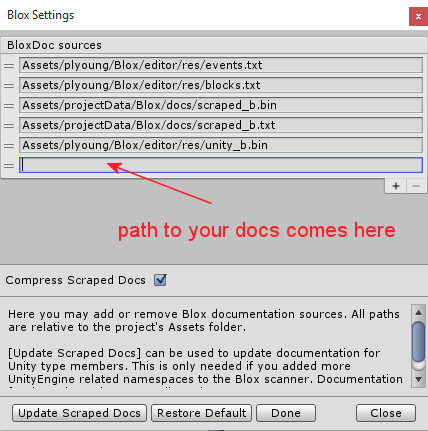 Blox Settings
x
BloxDoc sources
Assets/plyoung/Blox/editor/res/events.txt
Assets/plyoung/Blox/editor/res/blocks.txt
Assets/projectData/Blox/docs/scraped_b.bin
Assets/projectData/Blox/docs/scraped_b.txt
Assets/plyoung/Blox/editor/res/unity_b.bin
+ −
path to your docs comes here
Compress Scraped Docs
Here you may add or remove Blox documentation sources. All paths
are relative to the project's Assets folder.
[Update Scraped Docs] can be used to update documentation for
Unity type members. This is only needed if you added more
UnityEngine related namespaces to the Blox scanner. Documentation
Update Scraped Docs Restore Default Done Close